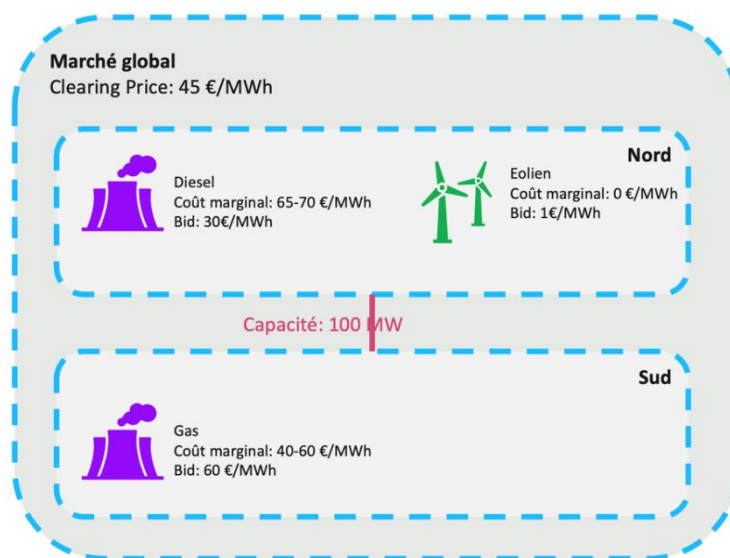 Marché global
Clearing Price: 45 €/MWh
Nord
Diesel
Coût marginal: 65-70 €/MWh
Bid: 30€/MWh
Eolien
Coût marginal: 0 €/MWh
Bid: 1€/MWh
Capacité: 100 MW
Sud
Gas
Coût marginal: 40-60 €/MWh
Bid: 60 €/MWh